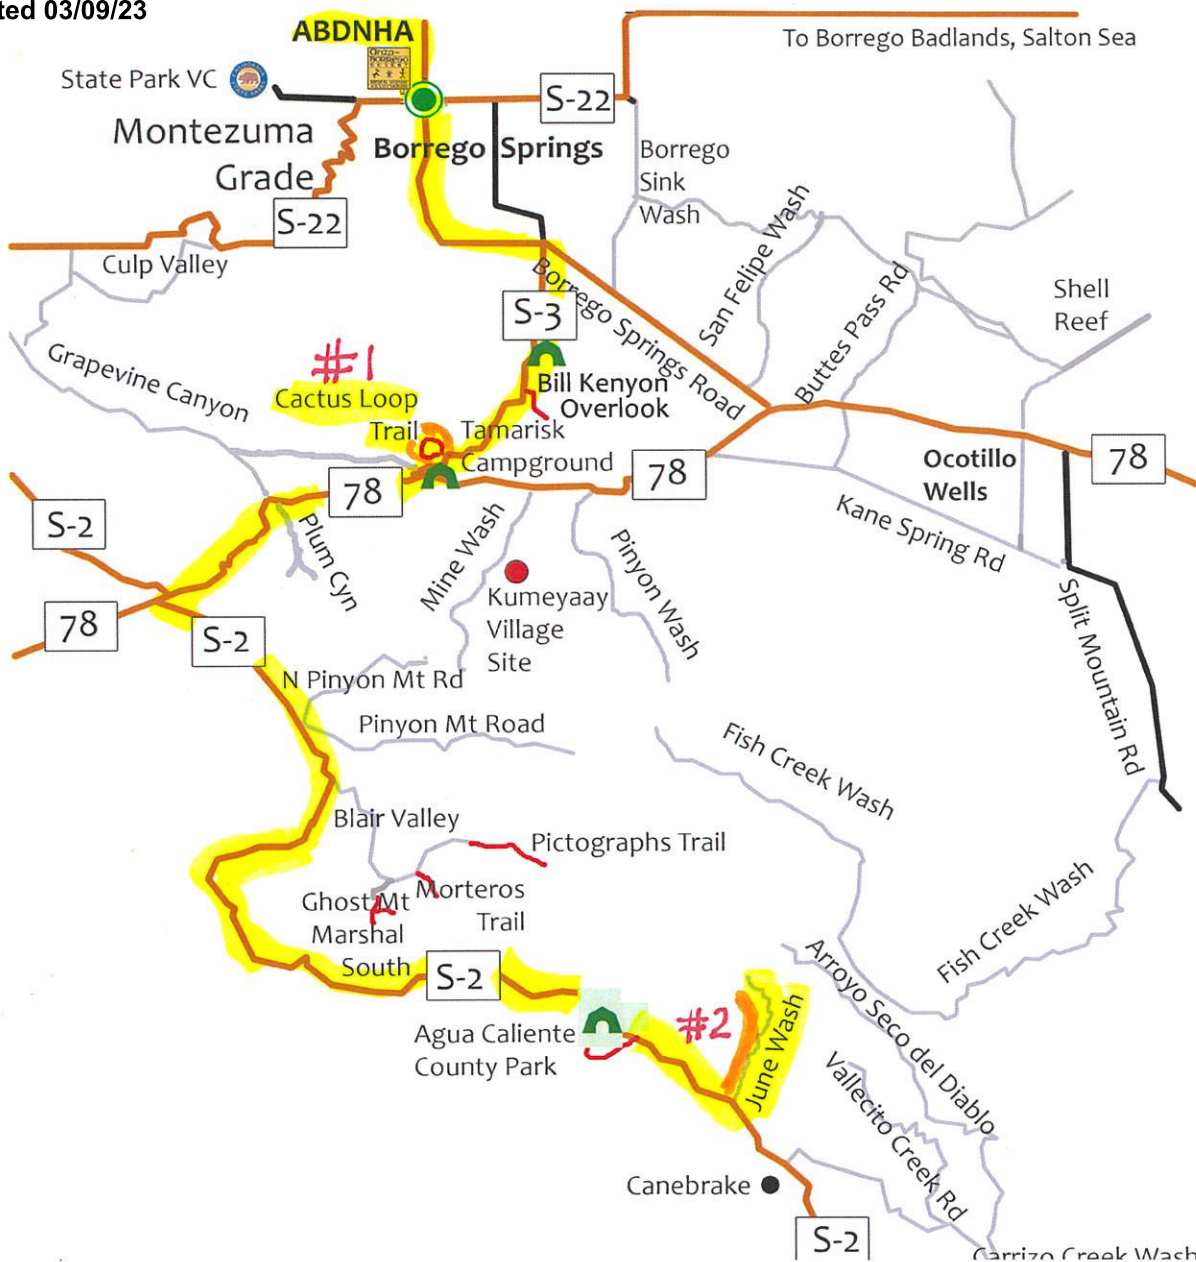 ted 03/09/23
ABDNHA
To Borrego Badlands, Salton Sea
State Park VC
S-22
Montezuma
Grade
Borrego Springs
Borrego
Sink
Wash
S-22
Culp Valley
San Felipe Wash
Buttes Pass Rd
Shell
Reef
Borrego Springs Road
S-3
#1
Grapevine Canyon
Cactus Loop
Trail
Bill Kenyon
Overlook
Tamarisk
Campground
78
78
78
Ocotillo
Wells
S-2
Kane Spring Rd
Plum Cyn
Mine Wash
Pinyon Wash
Kumeyaay
Village
Site
78
S-2
Split Mountain Rd
N Pinyon Mt Rd
Pinyon Mt Road
Fish Creek Wash
Blair Valley
Pictographs Trail
Morteros
Trail
Ghost Mt
Marshal
South
S-2
Fish Creek Wash
Arroyo Seco del Diablo
#2
June Wash
Agua Caliente
County Park
Vallecito Creek Rd
Canebrake
S-2
Carrizo Creek Wash